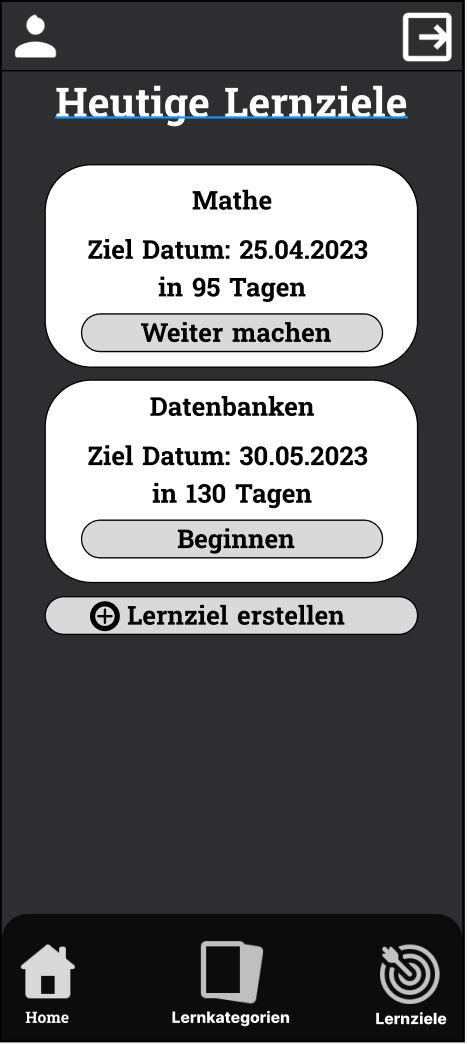 Heutige Lernziele
Mathe
Ziel Datum: 25.04.2023
in 95 Tagen
Weiter machen
Datenbanken
Ziel Datum: 30.05.2023
in 130 Tagen
Beginnen
Lernziel erstellen
Home
Lernkategorien
Lernziele